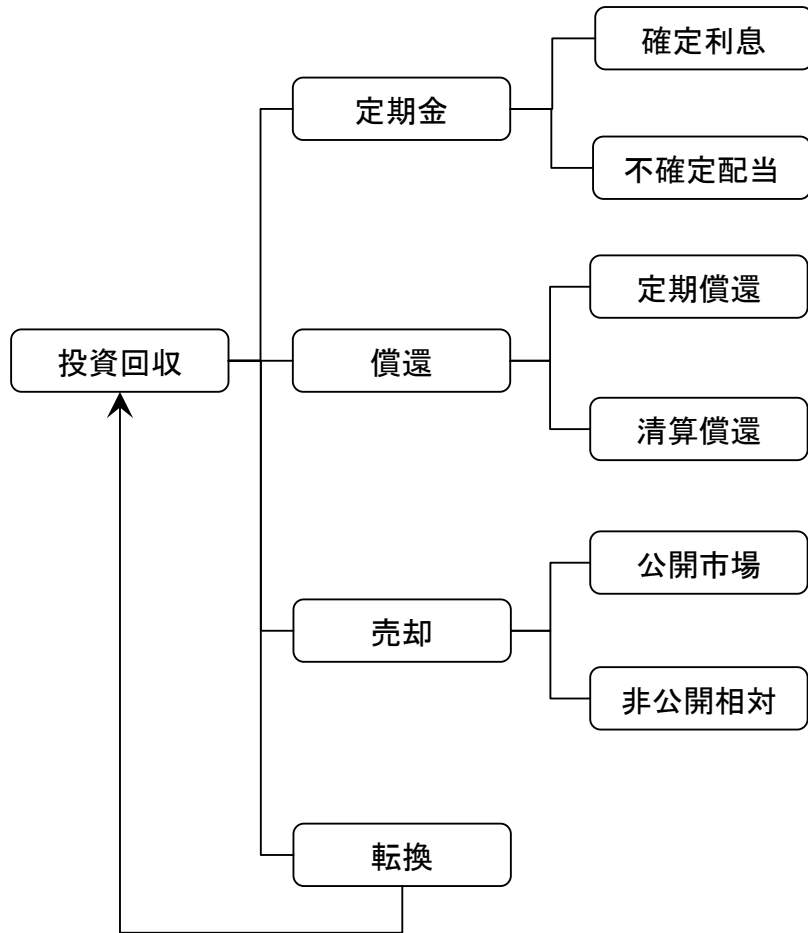 確定利息
定期金
不確定配当
定期償還
投資回収
償還
清算償還
公開市場
売却
非公開相対
転換